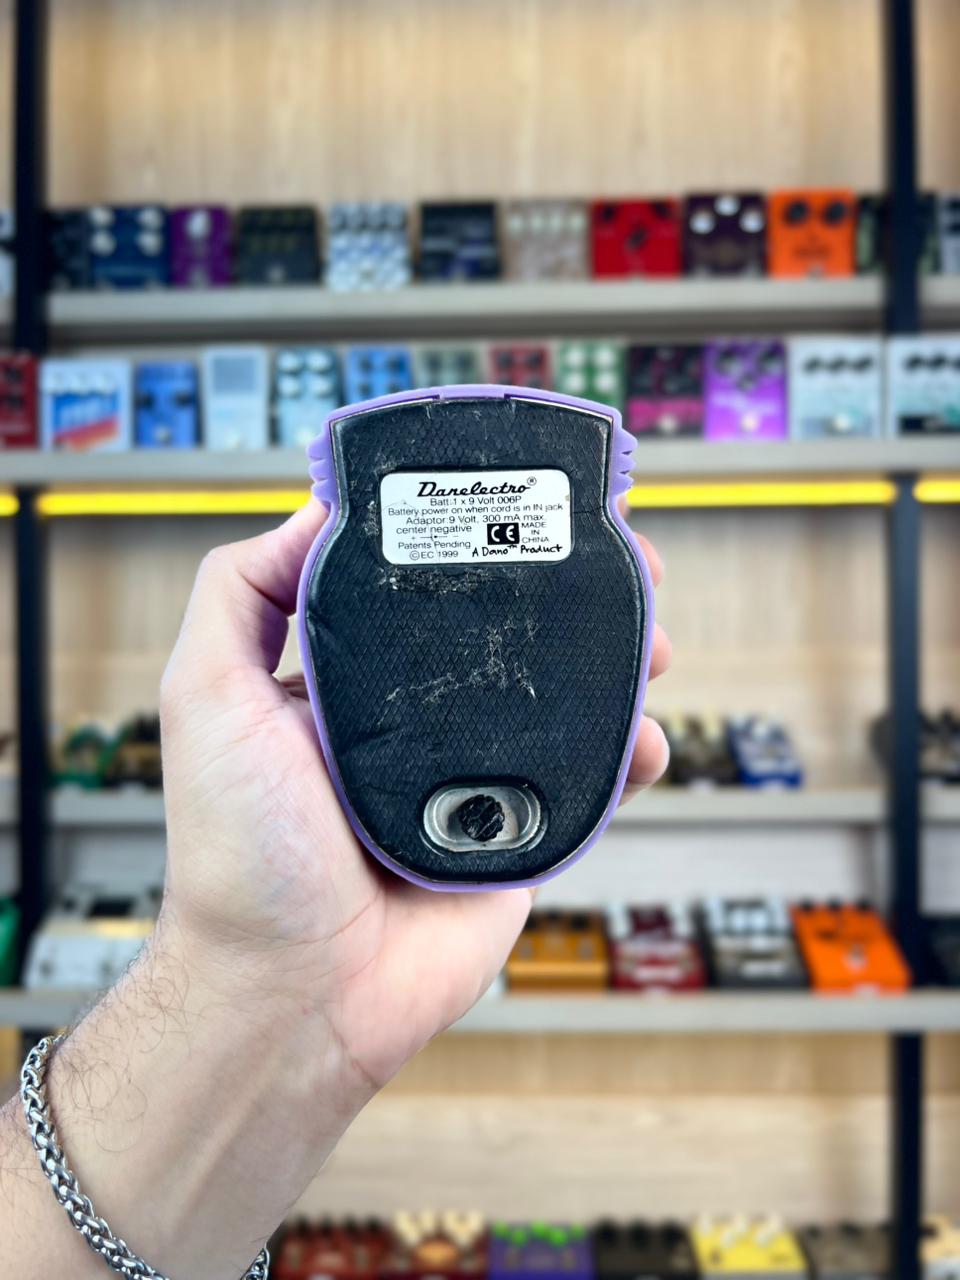 Danelectro®
Batt:1 x 9 Volt 006P
Battery power on when cord is in IN jack
Adaptor:9 Volt, 300 mA max.
center negative
+ -
CE
MADE
IN
CHINA
Patents Pending
©EC 1999
A Dano™ Product